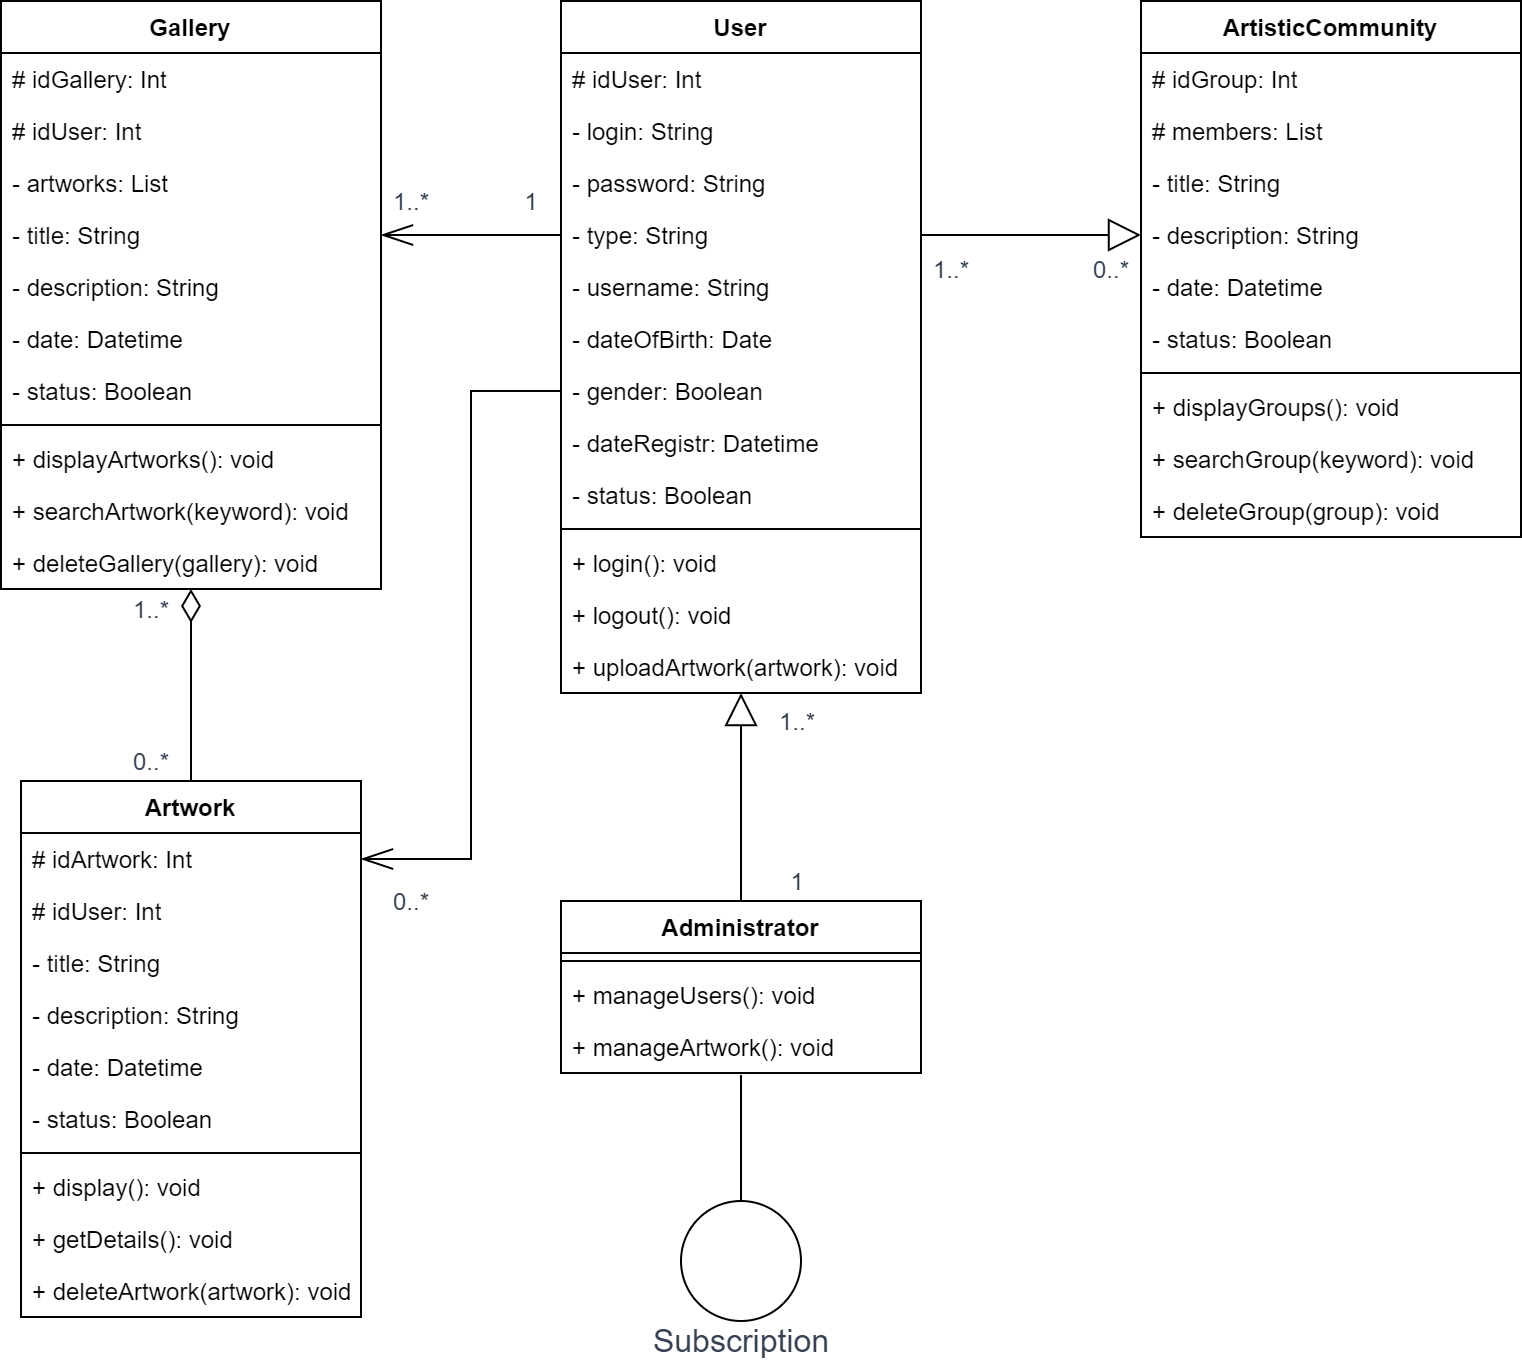 Gallery
# idGallery: Int
# idUser: Int
- artworks: List
- title: String
- description: String
- date: Datetime
- status: Boolean
+ displayArtworks(): void
+ searchArtwork(keyword): void
+ deleteGallery(gallery): void
1..*
1
User
# idUser: Int
- login: String
- password: String
- type: String
- username: String
- dateOfBirth: Date
- gender: Boolean
- dateRegistr: Datetime
- status: Boolean
+ login(): void
+ logout(): void
+ uploadArtwork(artwork): void
1..*
0..*
ArtisticCommunity
# idGroup: Int
# members: List
- title: String
- description: String
- date: Datetime
- status: Boolean
+ displayGroups(): void
+ searchGroup(keyword): void
+ deleteGroup(group): void
1..*
0..*
Artwork
# idArtwork: Int
# idUser: Int
- title: String
- description: String
- date: Datetime
- status: Boolean
+ display(): void
+ getDetails(): void
+ deleteArtwork(artwork): void
0..*
1..*
1
Administrator
+ manageUsers(): void
+ manageArtwork(): void
Subscription